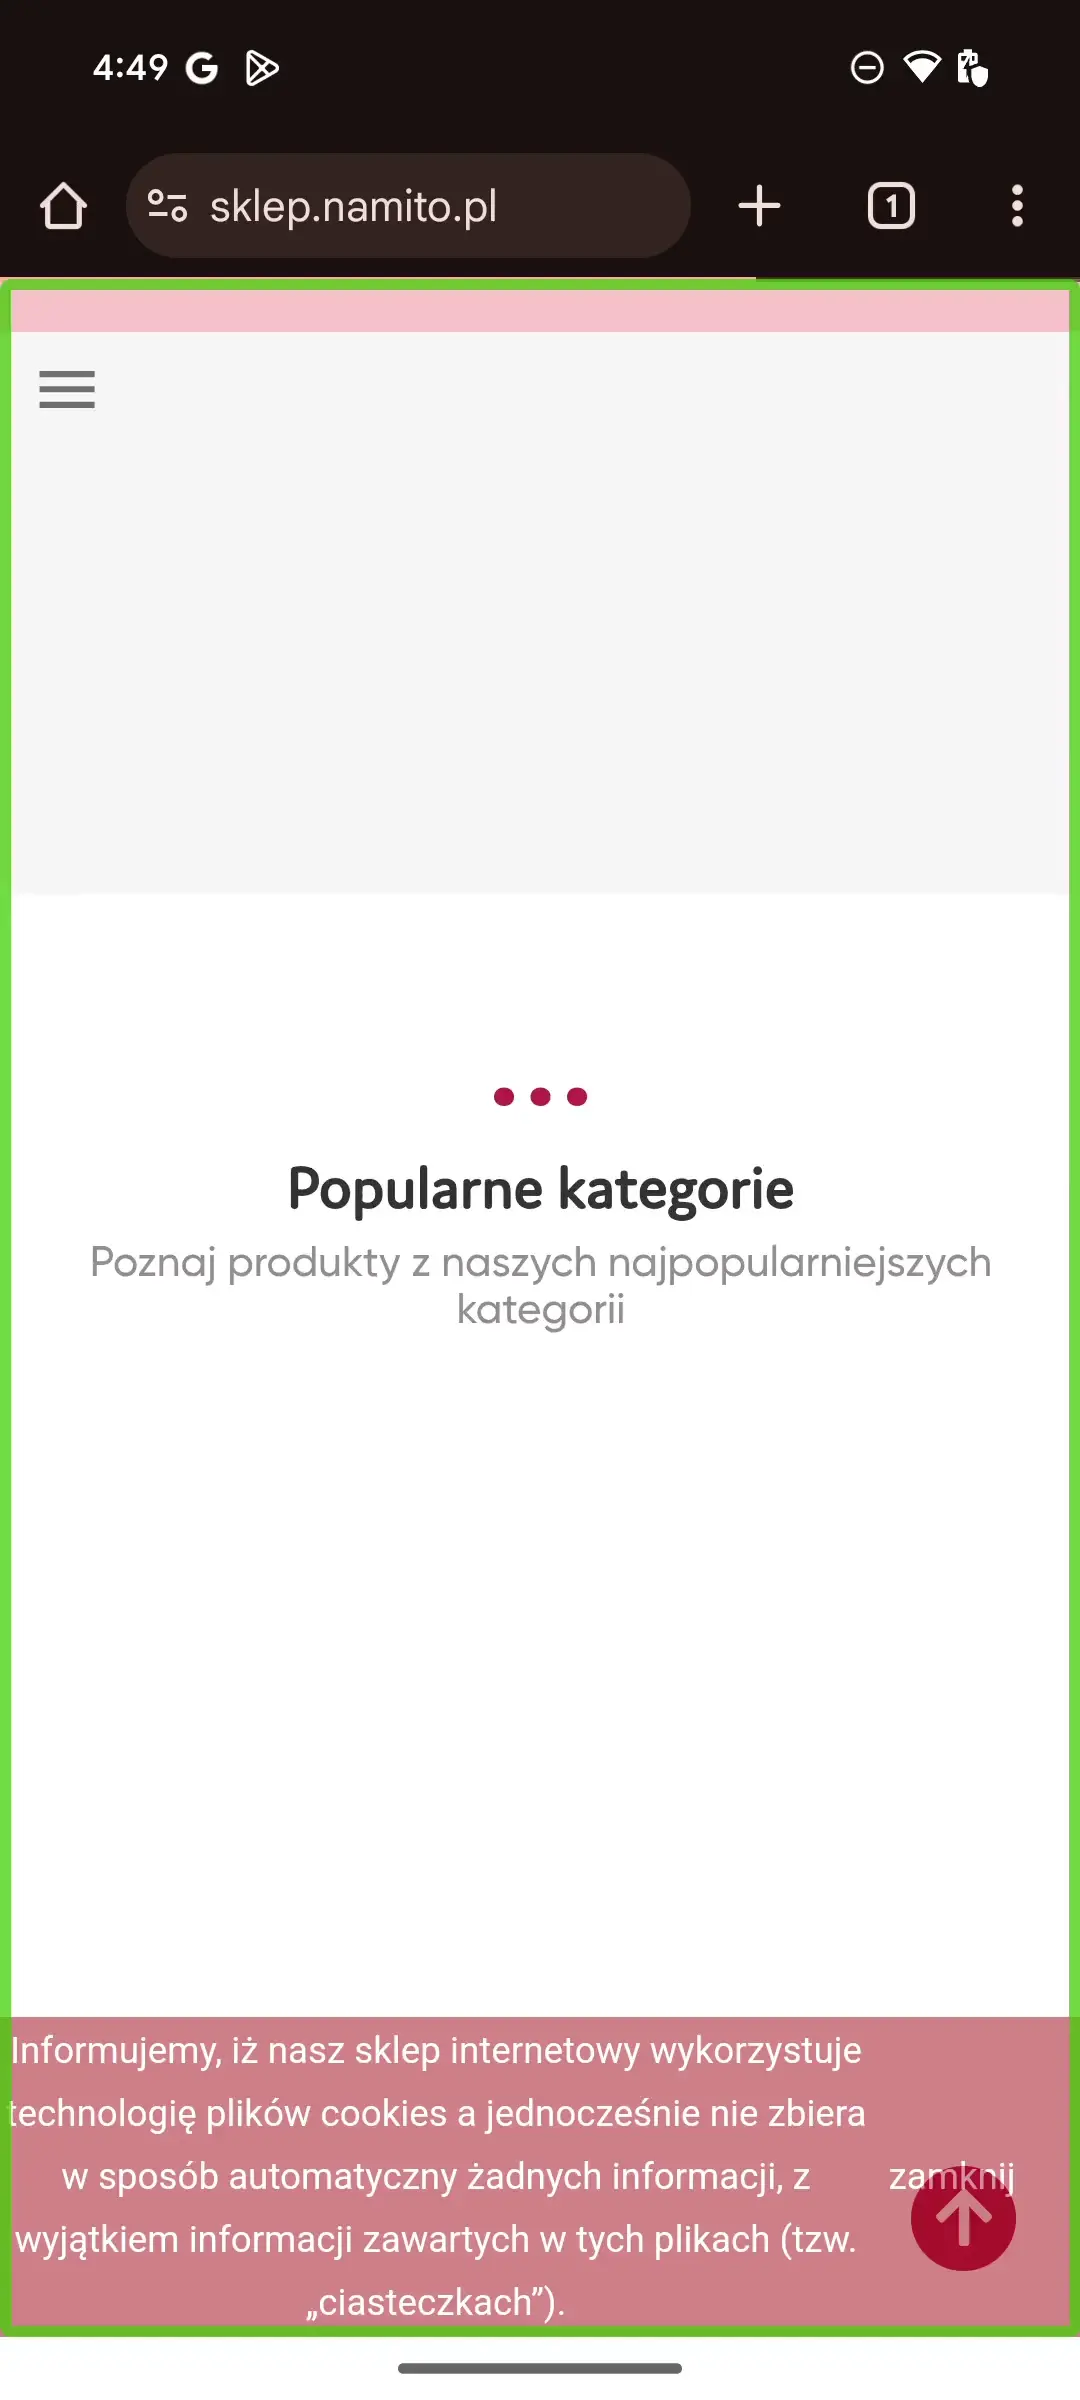 4:49
sklep.namito.pl
1
Popularne kategorie
Poznaj produkty z naszych najpopularniejszych
kategorii
Informujemy, iż nasz sklep internetowy wykorzystuje
technologię plików cookies a jednocześnie nie zbiera
w sposób automatyczny żadnych informacji, z
wyjątkiem informacji zawartych w tych plikach (tzw.
„ciasteczkach”).
zamknij